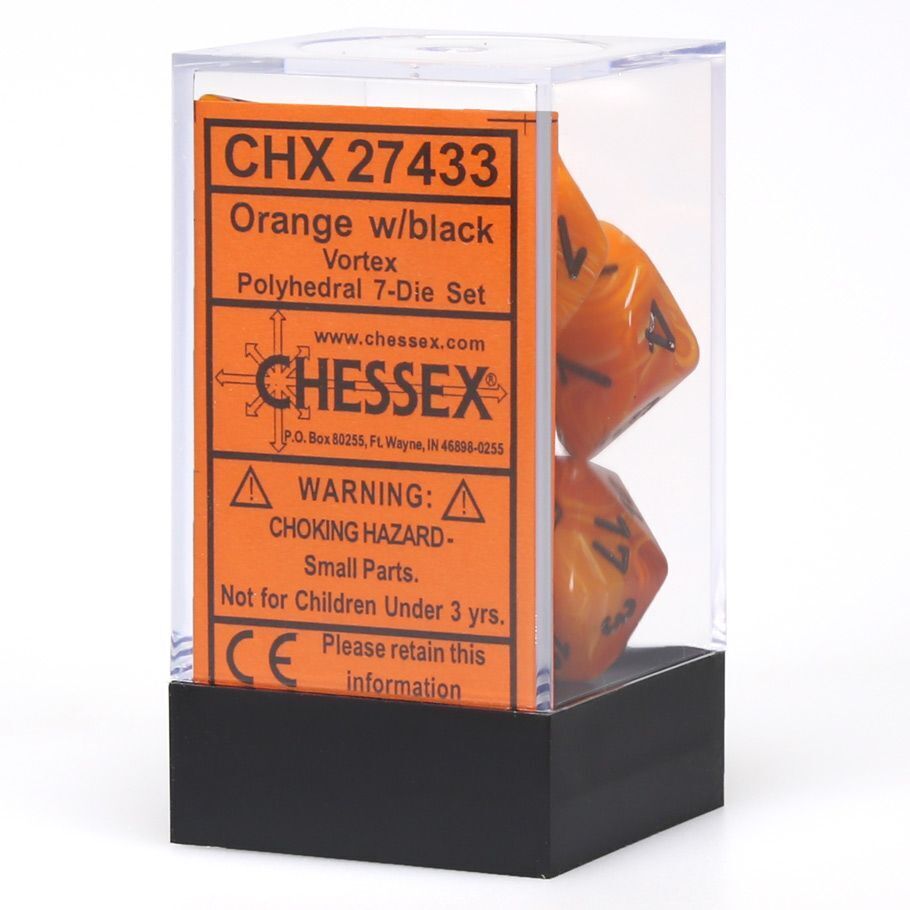 CHX 27433
Orange w/black
Vortex
Polyhedral 7-Die Set
www.chessex.com
CHESSEX®
P.O. Box 80255, Ft. Wayne, IN 46898-0255
WARNING:
CHOKING HAZARD-
Small Parts.
Not for Children Under 3 yrs.
CE Please retain this
information